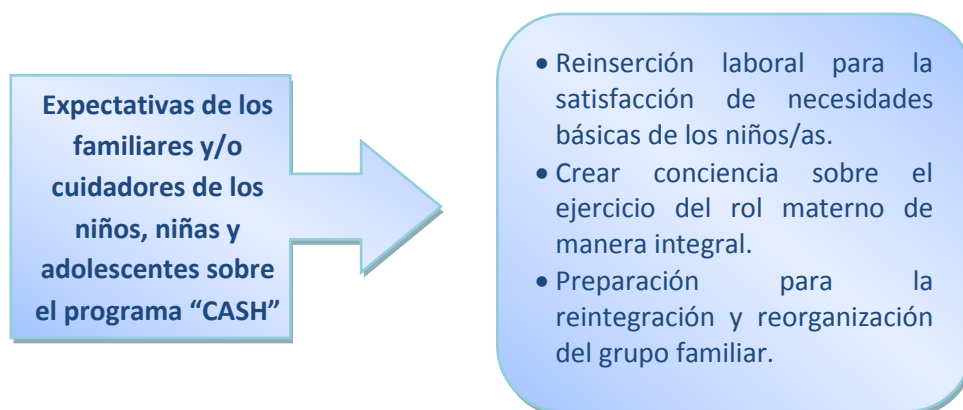 Expectativas de los
familiares y/o
cuidadores de los
niños, niñas y
adolescentes sobre
el programa “CASH”
• Reinserción laboral para la
satisfacción de necesidades
básicas de los niños/as.
• Crear conciencia sobre el
ejercicio del rol materno de
manera integral.
• Preparación para la
reintegración y reorganización
del grupo familiar.